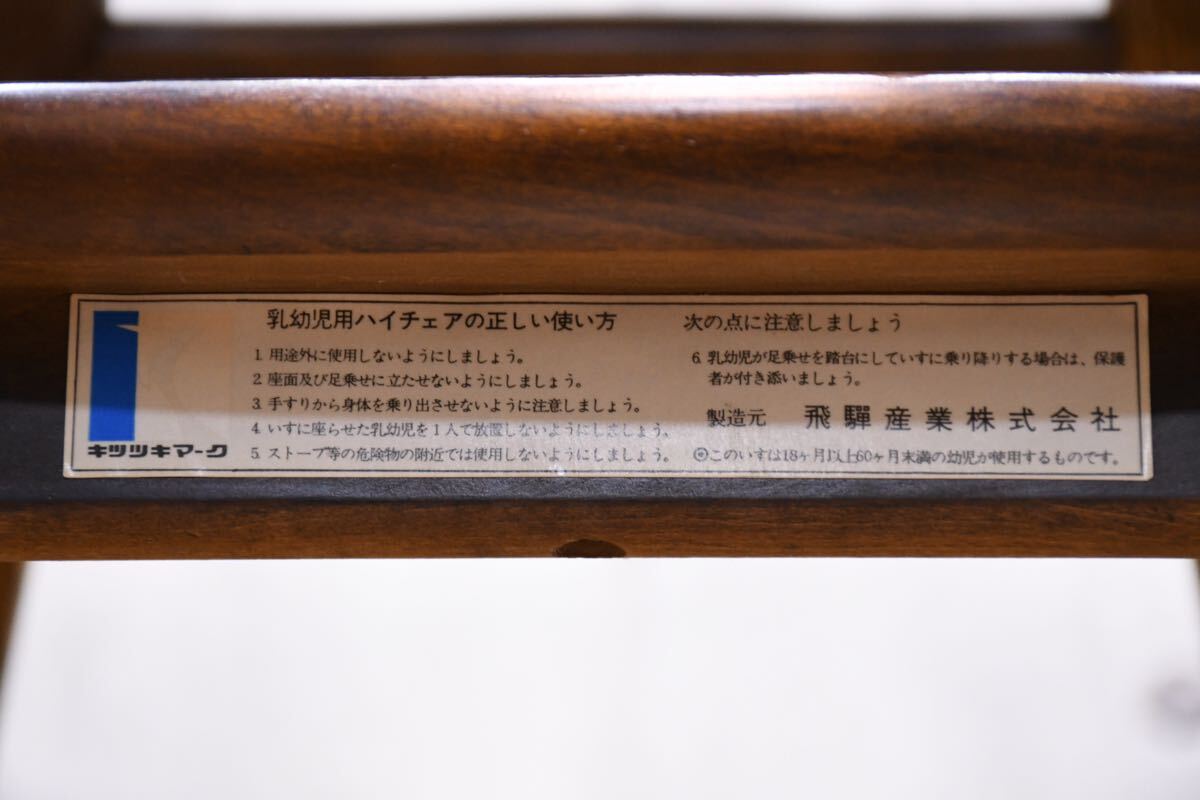 キツツキマーク
乳幼児用ハイチェアの正しい使い方
1. 用途外に使用しないようにしましょう。
2. 座面及び足乗せに立たせないようにしましょう。
3. 手すりから身体を乗り出させないように注意しましょう。
4. いすに座らせた乳幼児を1人で放置しないようにしましょう、
5. ストーブ等の危険物の附近では使用しないようにしましょう。
次の点に注意しましょう
6. 乳幼児が足乗せを踏台にしていすに乗り降りする場合は、保護
者が付き添いましょう。
製造元 飛驒産業株式会社
◎このいすは18ヶ月以上60ヶ月末満の幼児が使用するものです。